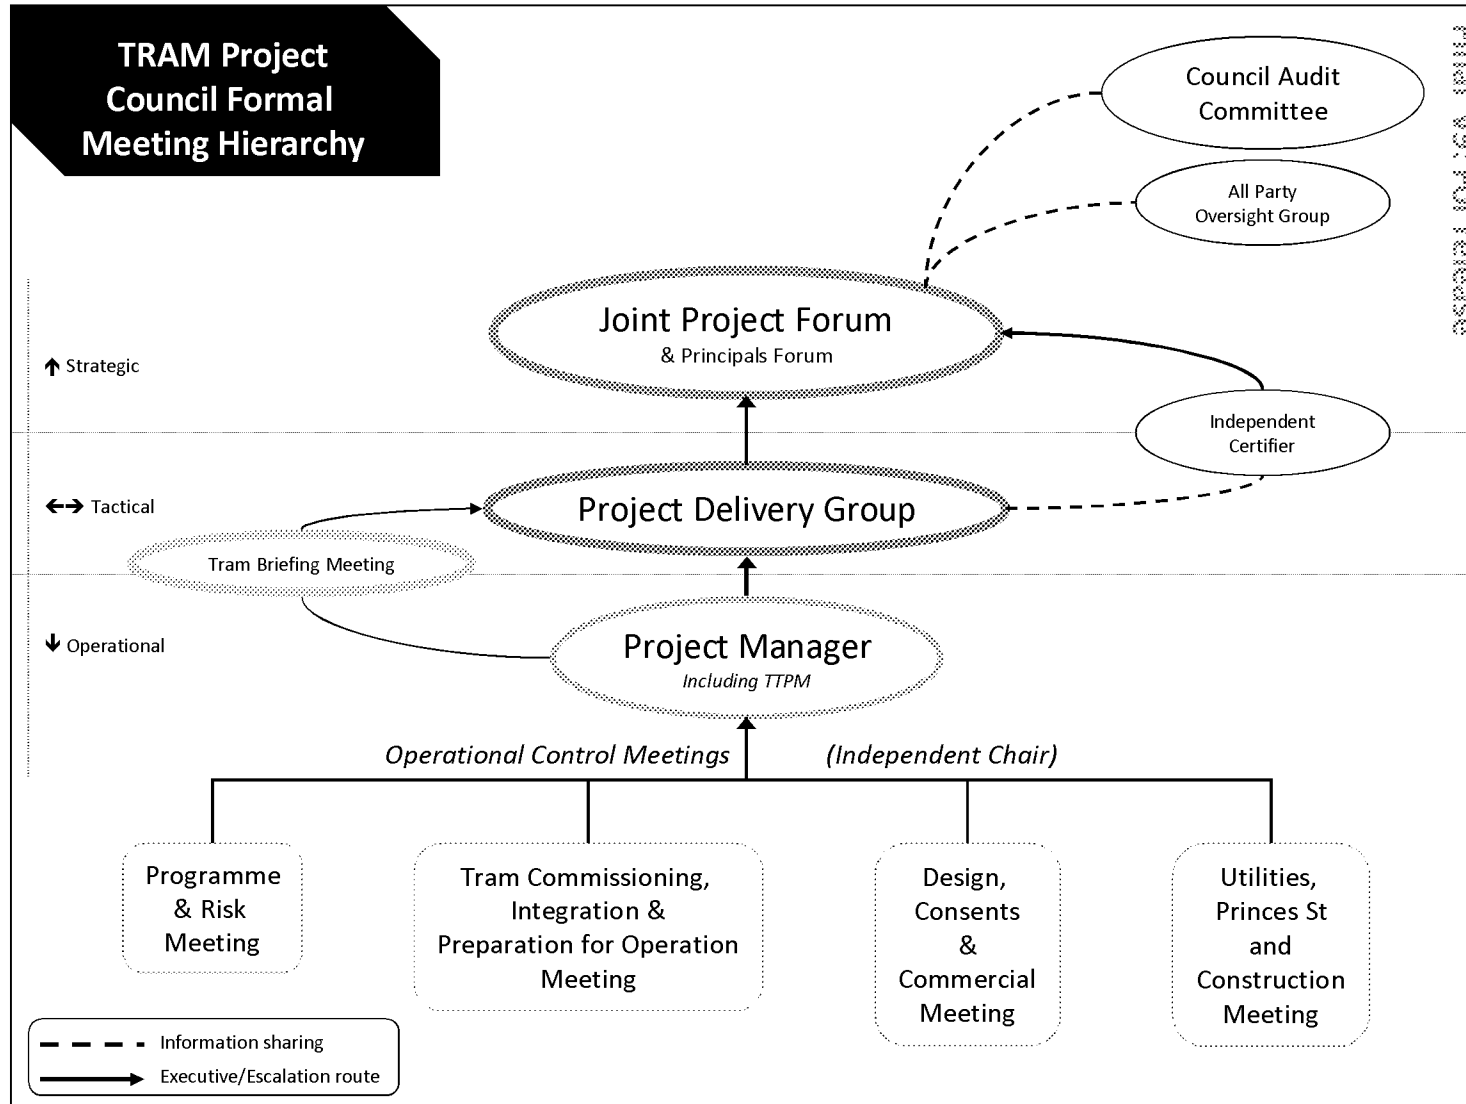 TRAM Project
Council Formal
Meeting Hierarchy
Council Audit
Committee
All Party
Oversight Group
Joint Project Forum
& Principals Forum
Strategic
Independent
Certifier
Project Delivery Group
Tactical
Tram Briefing Meeting
Project Manager
Including TTPM
Operational
Operational Control Meetings
(Independent Chair)
Programme
& Risk
Meeting
Tram Commissioning,
Integration &
Preparation for Operation
Meeting
Design,
Consents
&
Commercial
Meeting
Utilities,
Princes St
and
Construction
Meeting
Information sharing
Executive/Escalation route